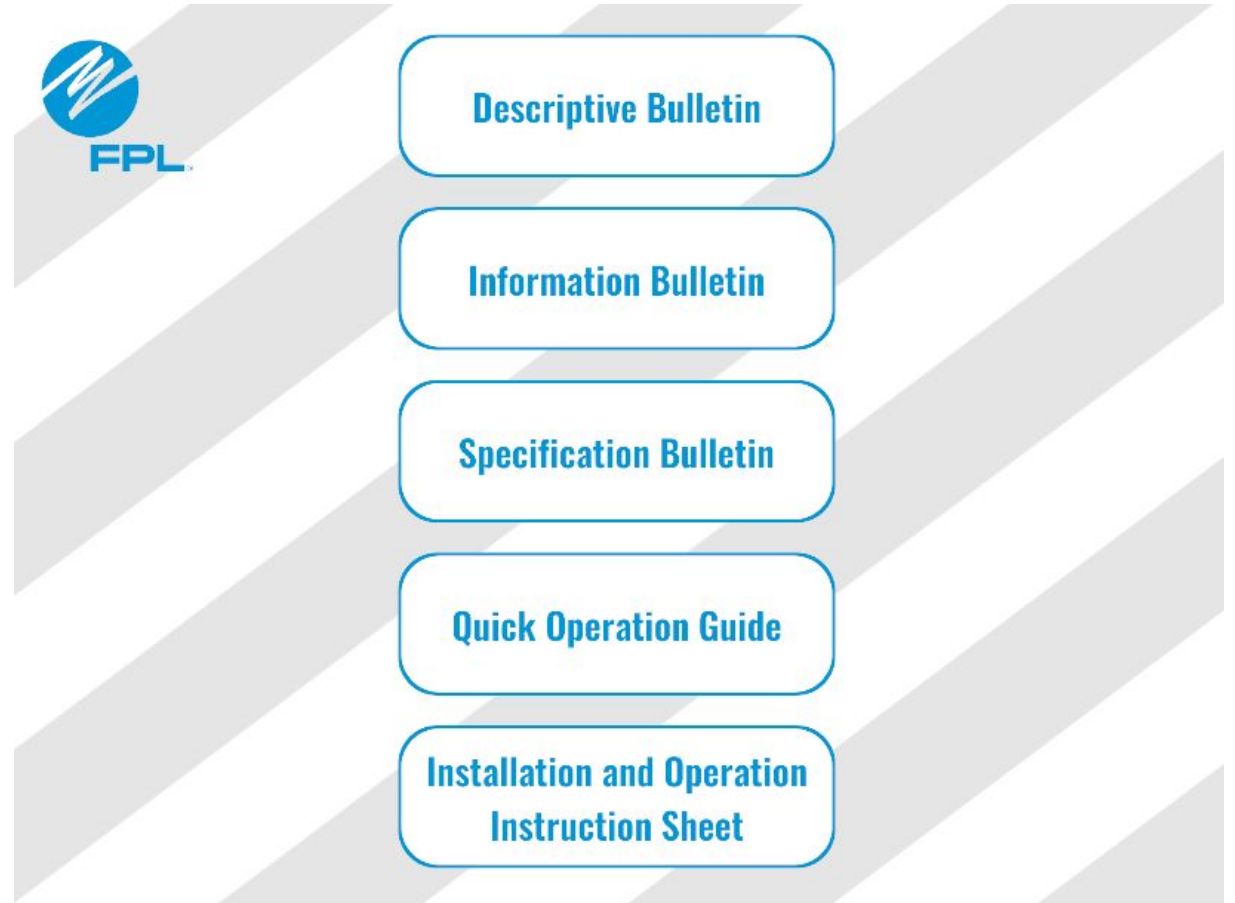 FPL
Descriptive Bulletin
Information Bulletin
Specification Bulletin
Quick Operation Guide
Installation and Operation
Instruction Sheet